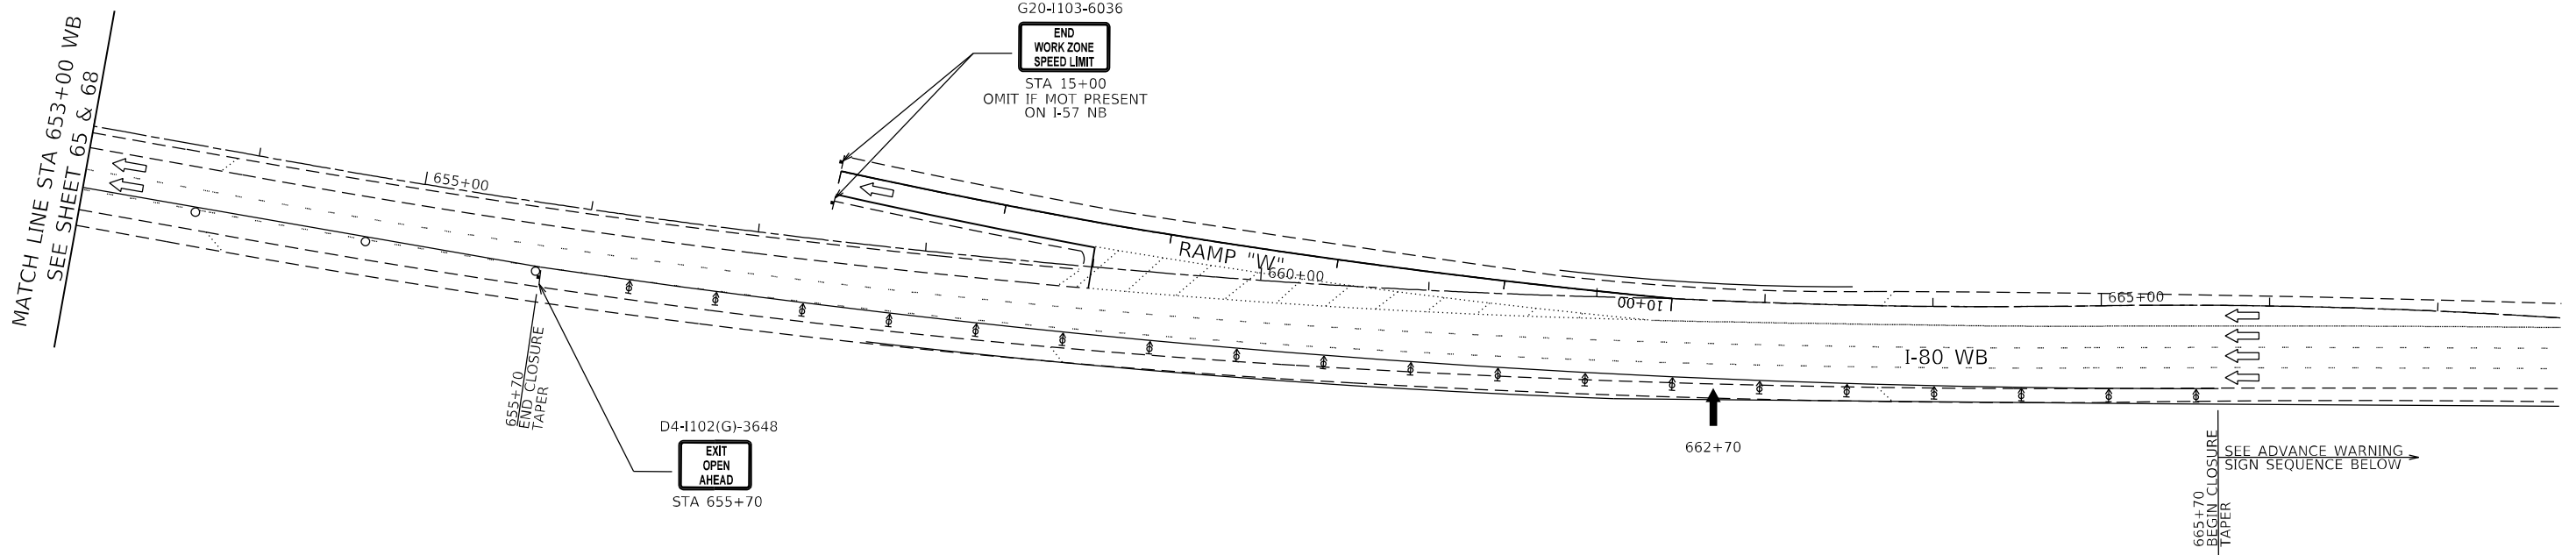 G20-I103-6036
END
WORK ZONE
SPEED LIMIT
STA 15+00
OMIT IF MOT PRESENT
ON I-57 NB
MATCH LINE STA 653+00 WB
SEE SHEET 65 & 68
655+00
RAMP "W"
660+00
10+00
665+00
I-80 WB
655+70
END CLOSURE
TAPER
D4-I102(G)-3648
EXIT
OPEN
AHEAD
STA 655+70
662+70
665+70
BEGIN CLOSURE
TAPER
SEE ADVANCE WARNING
SIGN SEQUENCE BELOW